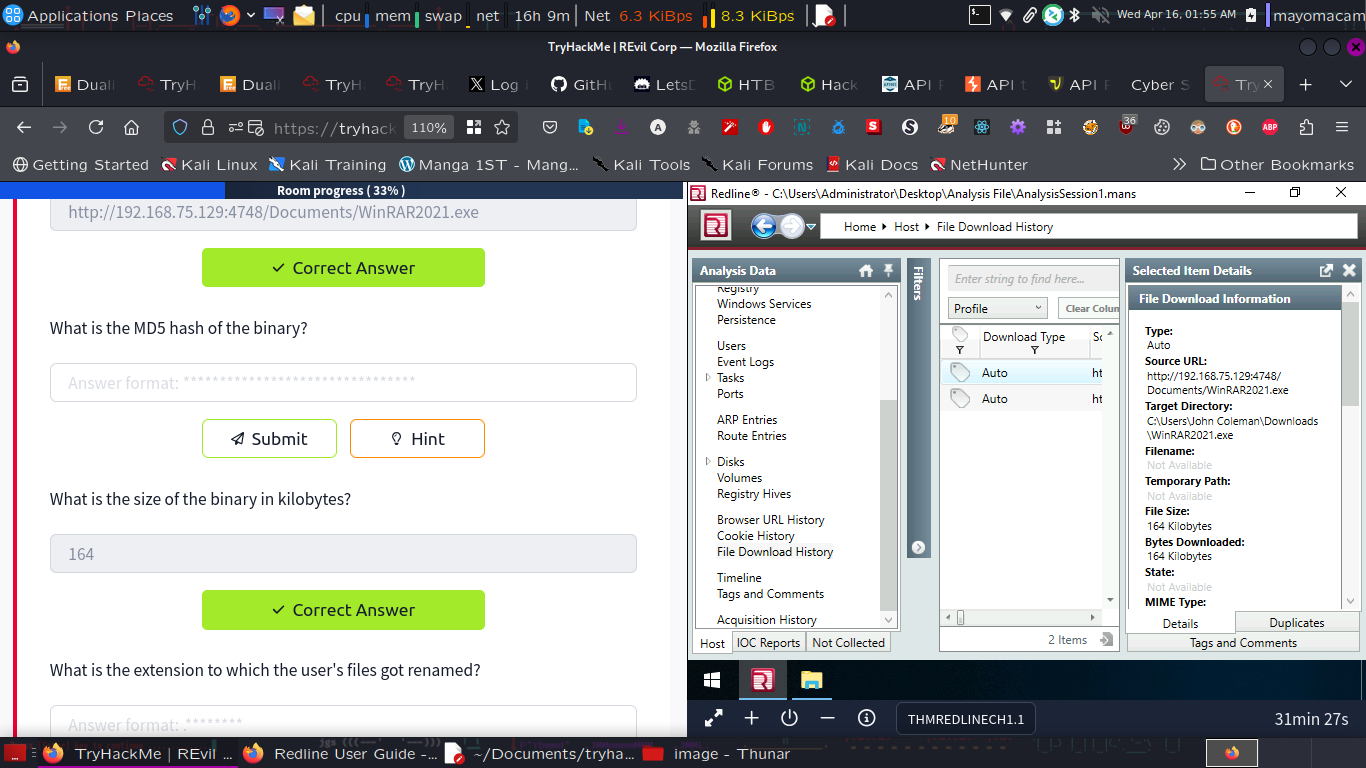 Applications Places cpu mem swap net 16h 9m Net 6.3 KiBps 8.3 KiBps Wed Apr 16, 01:55 AM mayomacam
TryHackMe | REvil Corp — Mozilla Firefox
Duall TryH Duall TryH TryH Log GitHu LetsD HTB Hack API F API t API F Cyber S Try
https://tryhack 110% 10 36 ABP
Getting Started Kali Linux Kali Training Manga 1ST - Mang... Kali Tools Kali Forums Kali Docs NetHunter Other Bookmarks
Room progress ( 33% )
http://192.168.75.129:4748/Documents/WinRAR2021.exe
Correct Answer
What is the MD5 hash of the binary?
Answer format: ********************************
Submit Hint
What is the size of the binary in kilobytes?
164
Correct Answer
What is the extension to which the user's files got renamed?
Answer format: .********
Redline® - C:\Users\Administrator\Desktop\Analysis File\AnalysisSession1.mans
Home Host File Download History
Analysis Data
Registry
Windows Services
Persistence
Users
Event Logs
Tasks
Ports
ARP Entries
Route Entries
Disks
Volumes
Registry Hives
Browser URL History
Cookie History
File Download History
Timeline
Tags and Comments
Acquisition History
Host IOC Reports Not Collected
Filters
Enter string to find here...
Profile Clear Colun
Download Type So
Auto ht
Auto ht
2 Items
Selected Item Details
File Download Information
Type:
Auto
Source URL:
http://192.168.75.129:4748/
Documents/WinRAR2021.exe
Target Directory:
C:\Users\John Coleman\Downloads
\WinRAR2021.exe
Filename:
Not Available
Temporary Path:
Not Available
File Size:
164 Kilobytes
Bytes Downloaded:
164 Kilobytes
State:
Not Available
MIME Type:
Details Duplicates
Tags and Comments
THMREDLINECH1.1 31min 27s
TryHackMe | REvil ... Redline User Guide -... ~/Documents/tryha... image - Thunar